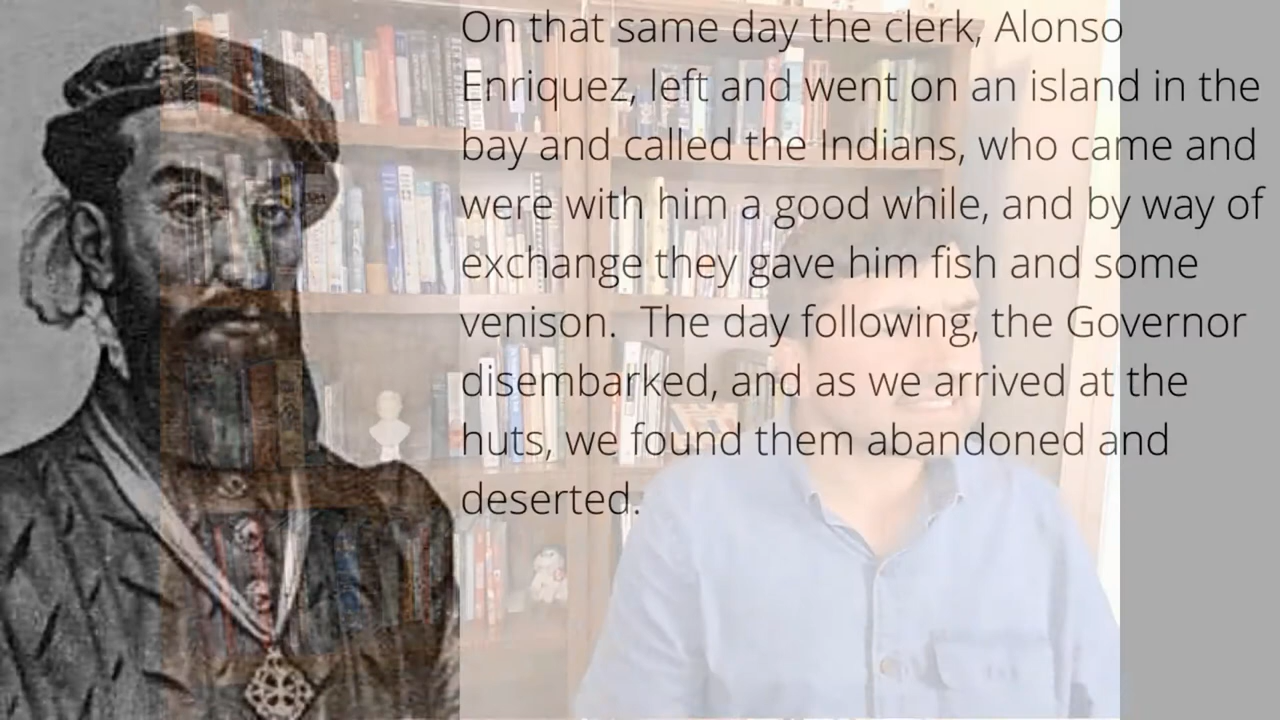 On that same day the clerk, Alonso
Enriquez, left and went on an island in the
bay and called the Indians, who came and
were with him a good while, and by way of
exchange they gave him fish and some
venison.  The day following, the Governor
disembarked, and as we arrived at the
huts, we found them abandoned and
deserted.